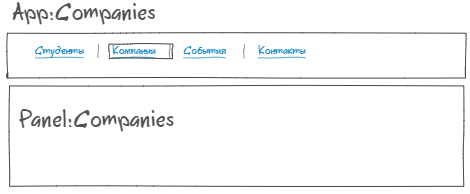 App:Companies
Студенты | Компании | События | Контакты
Panel:Companies